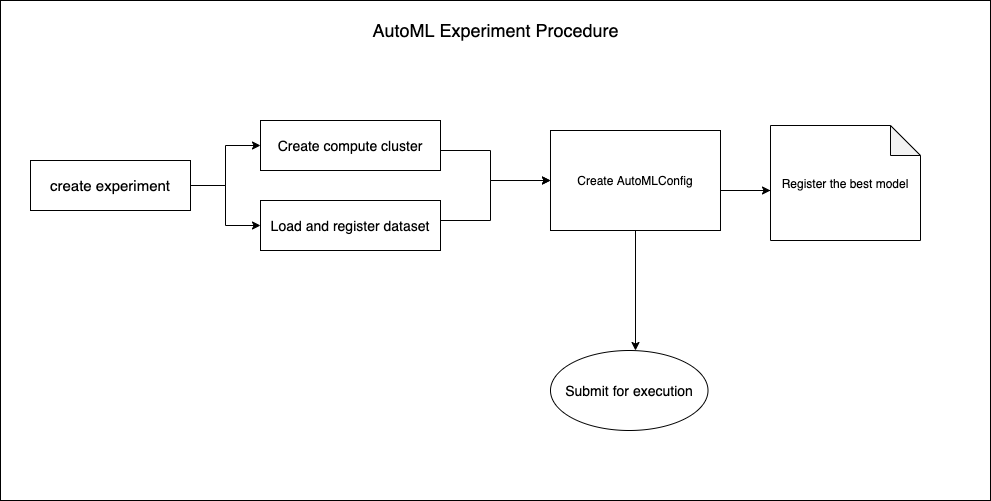 AutoML Experiment Procedure
create experiment
Create compute cluster
Load and register dataset
Create AutoMLConfig
Register the best model
Submit for execution